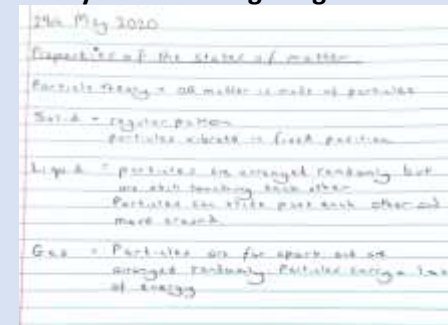 24th May 2020
Properties of the states of matter
Particle theory = all matter is made of particles
Solid = regular pattern
particles vibrate in fixed position
Liquid = particles are arranged randomly but
are still touching each other
Particles can slide past each other and
move around.
Gas = Particles are far apart and are
arranged randomly. Particles carry a lot
of energy